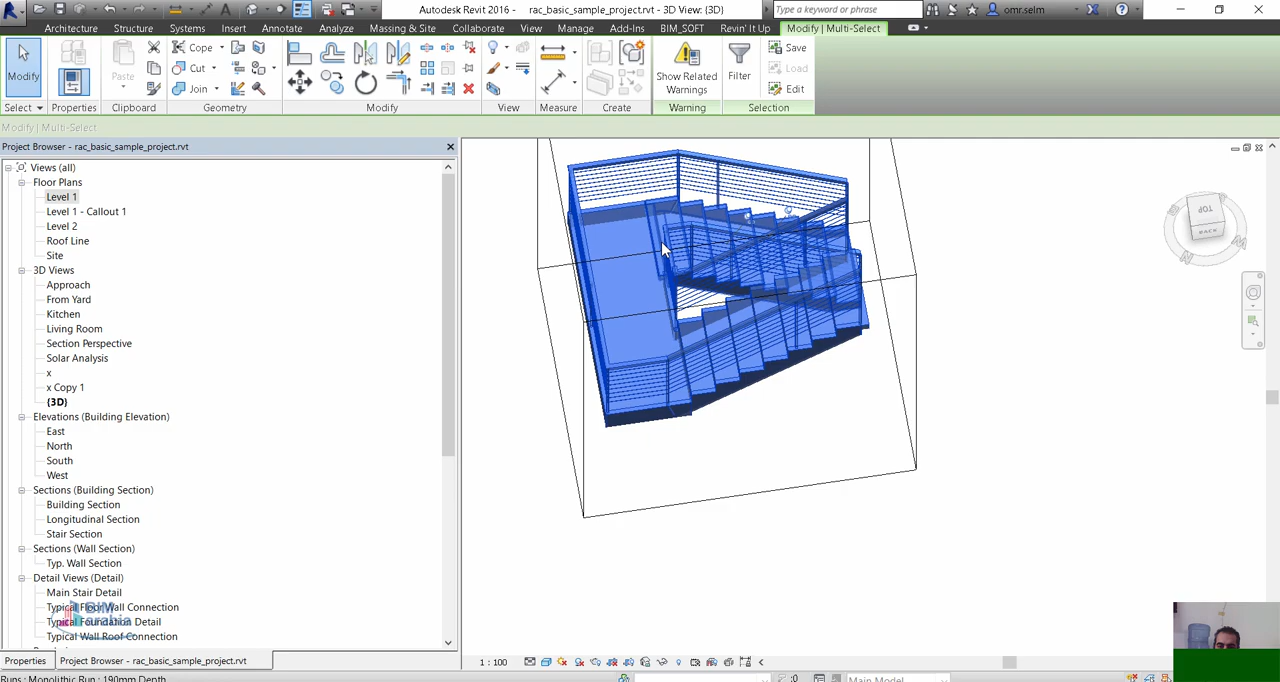 Autodesk Revit 2016 - rac_basic_sample_project.rvt - 3D View: {3D}
Type a keyword or phrase
omr.selm
Architecture Structure Systems Insert Annotate Analyze Massing & Site Collaborate View Manage Add-Ins BIM_SOFT Revin' It Up Modify | Multi-Select
Modify
Paste
Cope
Cut
Join
Show Related
Warnings
Filter
Save
Load
Edit
Select Properties Clipboard Geometry Modify View Measure Create Warning Selection
Modify | Multi-Select
Project Browser - rac_basic_sample_project.rvt
Views (all)
Floor Plans
Level 1
Level 1 - Callout 1
Level 2
Roof Line
Site
3D Views
Approach
From Yard
Kitchen
Living Room
Section Perspective
Solar Analysis
x
x Copy 1
{3D}
Elevations (Building Elevation)
East
North
South
West
Sections (Building Section)
Building Section
Longitudinal Section
Stair Section
Sections (Wall Section)
Typ. Wall Section
Detail Views (Detail)
Main Stair Detail
Typical Floor Wall Connection
Typical Foundation Detail
Typical Wall Roof Connection
BIM
arabia
TOP
BACK
Properties
Project Browser - rac_basic_sample_project.rvt
1 : 100
Runs : Monolithic Run : 190mm Depth
:0
Main Model